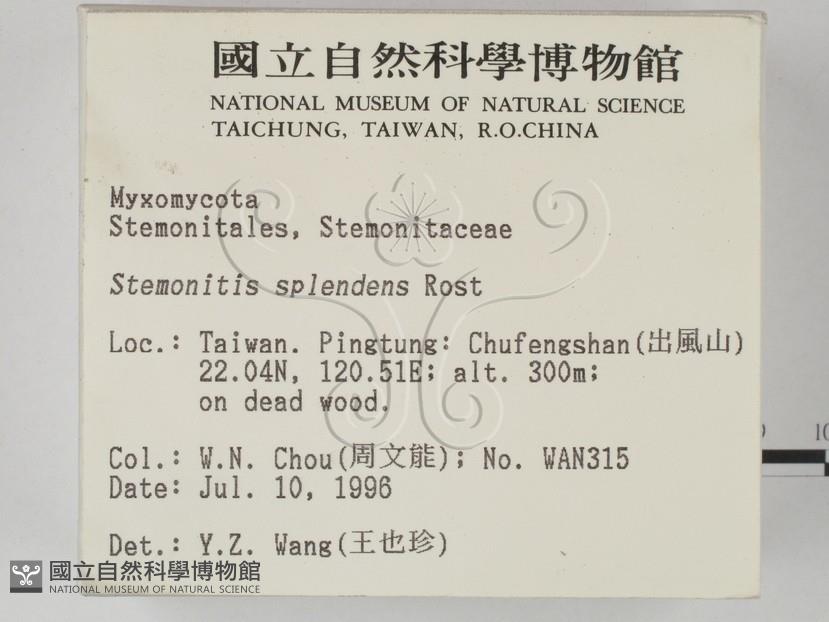 國立自然科學博物館
NATIONAL MUSEUM OF NATURAL SCIENCE
TAICHUNG, TAIWAN, R.O.CHINA
Myxomycota
Stemonitales, Stemonitaceae
Stemonitis splendens Rost
Loc.: Taiwan. Pingtung: Chufengshan(出風山)
22.04N, 120.51E; alt. 300m;
on dead wood.
Col.: W.N. Chou(周文能); No. WAN315
Date: Jul. 10, 1996
Det.: Y.Z. Wang(王也珍)
國立自然科學博物館
NATIONAL MUSEUM OF NATURAL SCIENCE